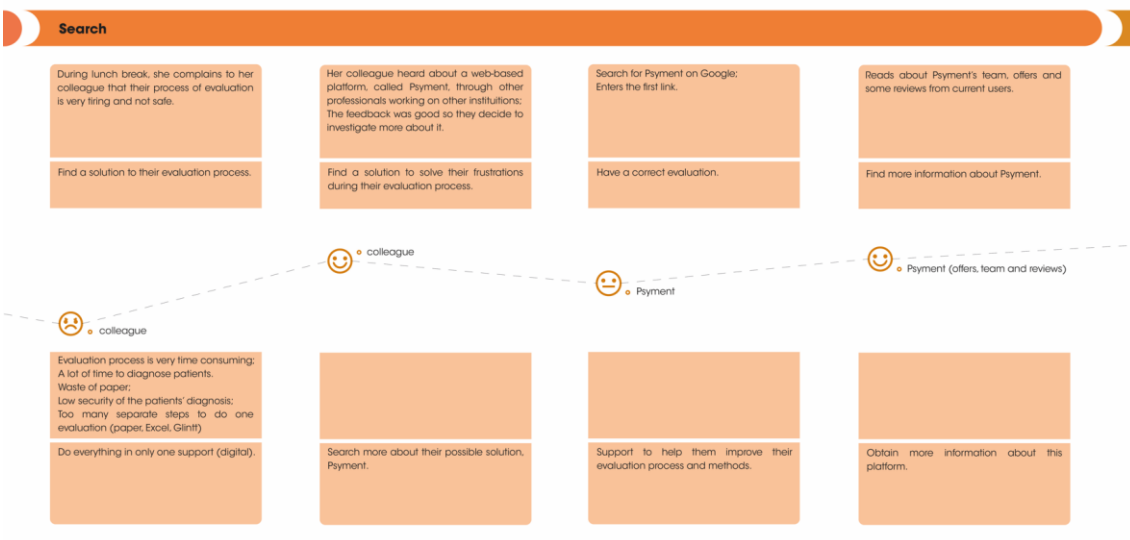 Search
During lunch break, she complains to her
colleague that their process of evaluation
is very tiring and not safe.
Her colleague heard about a web-based
platform, called Psyment, through other
professionals working on other instituitions;
The feedback was good so they decide to
investigate more about it.
Search for Psyment on Google;
Enters the first link.
Reads about Psyment's team, offers and
some reviews from current users.
Find a solution to their evaluation process.
Find a solution to solve their frustrations
during their evaluation process.
Have a correct evaluation.
Find more information about Psyment.
colleague
colleague
Psyment
Psyment (offers, team and reviews)
Evaluation process is very time consuming;
A lot of time to diagnose patients.
Waste of paper;
Low security of the patients' diagnosis;
Too many separate steps to do one
evaluation (paper, Excel, Glintt)
Do everything in only one support (digital).
Search more about their possible solution,
Psyment.
Support to help them improve their
evaluation process and methods.
Obtain more information about this
platform.